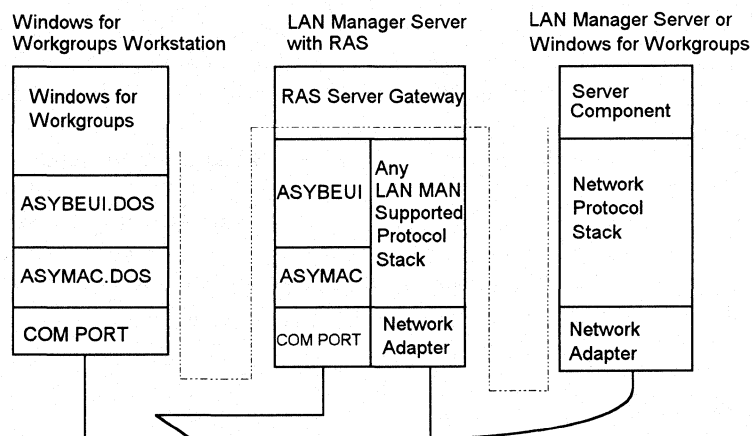 Windows for
Workgroups Workstation
LAN Manager Server
with RAS
LAN Manager Server or
Windows for Workgroups
Windows for
Workgroups
ASYBEUI.DOS
ASYMAC.DOS
COM PORT
RAS Server Gateway
ASYBEUI
ASYMAC
COM PORT
Any
LAN MAN
Supported
Protocol
Stack
Network
Adapter
Server
Component
Network
Protocol
Stack
Network
Adapter